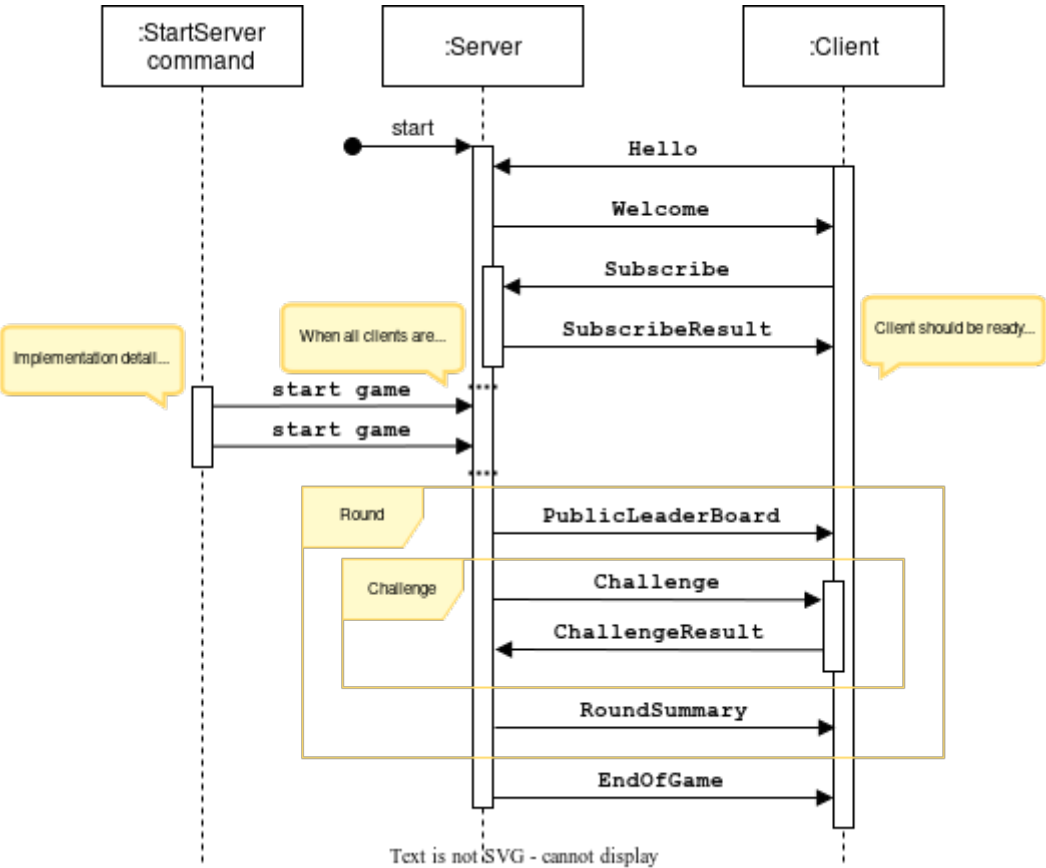 :StartServer
command
:Server
:Client
start
Hello
Welcome
Subscribe
SubscribeResult
When all clients are...
Client should be ready...
Implementation detail...
start game
start game
Round
PublicLeaderBoard
Challenge
Challenge
ChallengeResult
RoundSummary
EndOfGame
Text is not SVG - cannot display